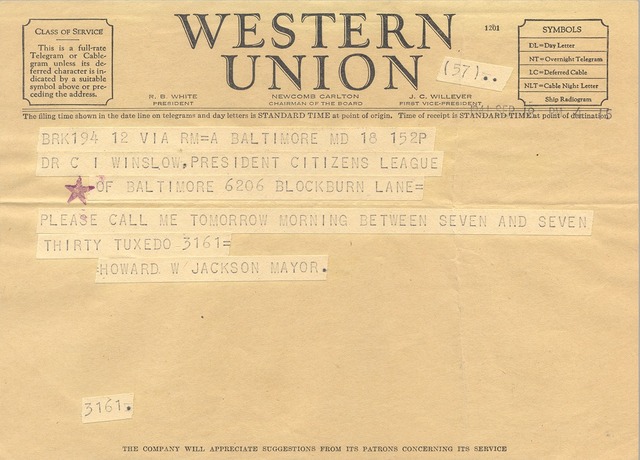 WESTERN
UNION
1201
(57)..
CLASS OF SERVICE
This is a full-rate
Telegram or Cable-
gram unless its de-
ferred character is
indicated by a suitable
symbol above or pre-
ceding the address.
SYMBOLS
DL=Day Letter
NT=Overnight Telegram
LC=Deferred Cable
NLT=Cable Night Letter
Ship Radiogram
R. B. WHITE
PRESIDENT
NEWCOMB CARLTON
CHAIRMAN OF THE BOARD
J. C. WILLEVER
FIRST VICE-PRESIDENT
The filing time shown in the date line on telegrams and day letters is STANDARD TIME at point of origin. Time of receipt is STANDARD TIME at point of destination
BRK194 12 VIA RM=A BALTIMORE MD 18 152P
DR C I WINSLOW,PRESIDENT CITIZENS LEAGUE
OF BALTIMORE 6206 BLOCKBURN LANE=
PLEASE CALL ME TOMORROW MORNING BETWEEN SEVEN AND SEVEN
THIRTY TUXEDO 3161=
=HOWARD W JACKSON MAYOR.
3161.
THE COMPANY WILL APPRECIATE SUGGESTIONS FROM ITS PATRONS CONCERNING ITS SERVICE